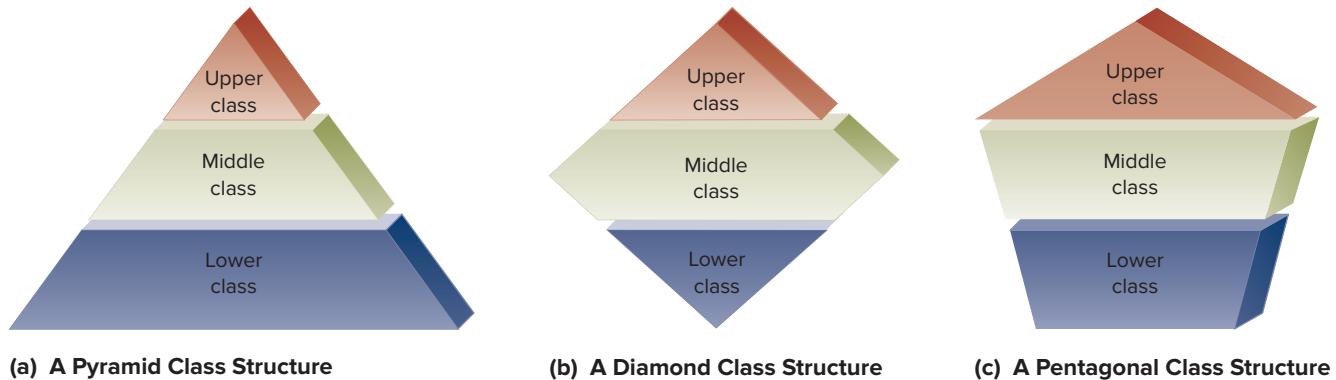 Upper
class
Middle
class
Lower
class
(a) A Pyramid Class Structure
Upper
class
Middle
class
Lower
class
(b) A Diamond Class Structure
Upper
class
Middle
class
Lower
class
(c) A Pentagonal Class Structure